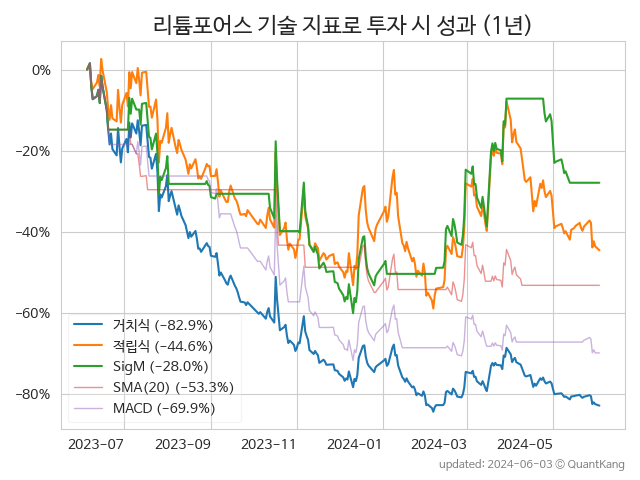 리튬포어스 기술 지표로 투자 시 성과 (1년)
0%
−20%
−40%
−60%
−80%
거치식 (−82.9%)
적립식 (−44.6%)
SigM (−28.0%)
SMA(20) (−53.3%)
MACD (−69.9%)
2023−07 2023−09 2023−11 2024−01 2024−03 2024−05
updated: 2024−06−03 ⓒ QuantKang